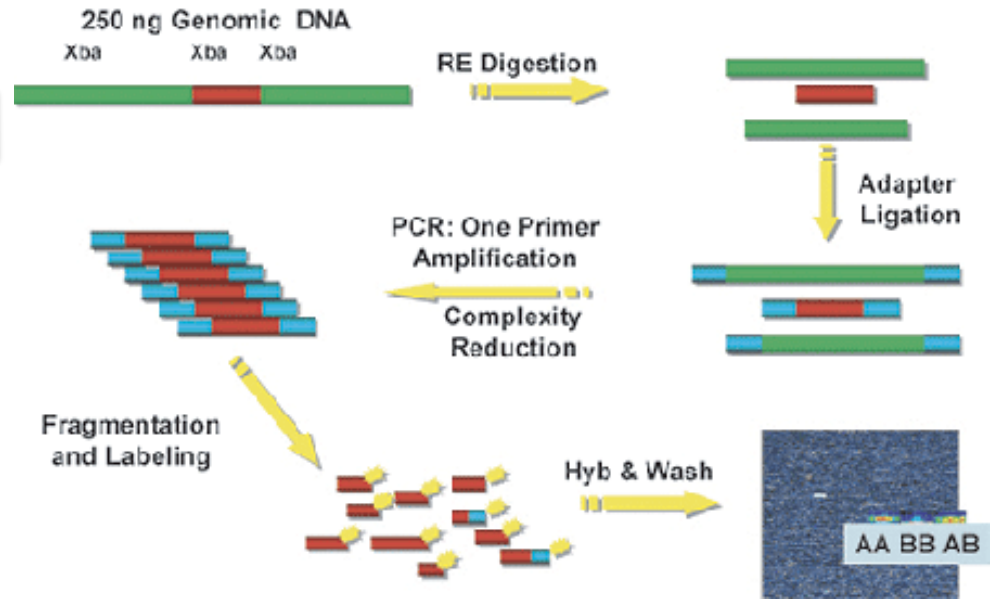 250 ng Genomic DNA
Xba Xba Xba
RE Digestion
Adapter
Ligation
PCR: One Primer
Amplification
Complexity
Reduction
Fragmentation
and Labeling
Hyb & Wash
AA BB AB